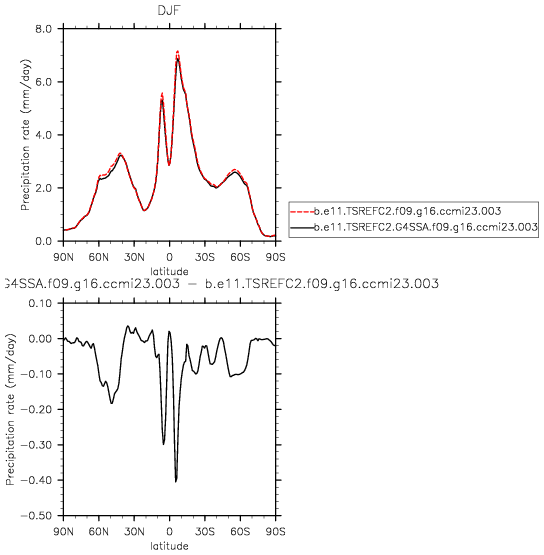 DJF
Precipitation rate (mm/day)
8.0
6.0
4.0
2.0
0.0
90N 60N 30N 0 30S 60S 90S
latitude
b.e11.TSREFC2.f09.g16.ccmi23.003
b.e11.TSREFC2.G4SSA.f09.g16.ccmi23.003
G4SSA.f09.g16.ccmi23.003 − b.e11.TSREFC2.f09.g16.ccmi23.003
Precipitation rate (mm/day)
0.10
0.00
−0.10
−0.20
−0.30
−0.40
−0.50
90N 60N 30N 0 30S 60S 90S
latitude